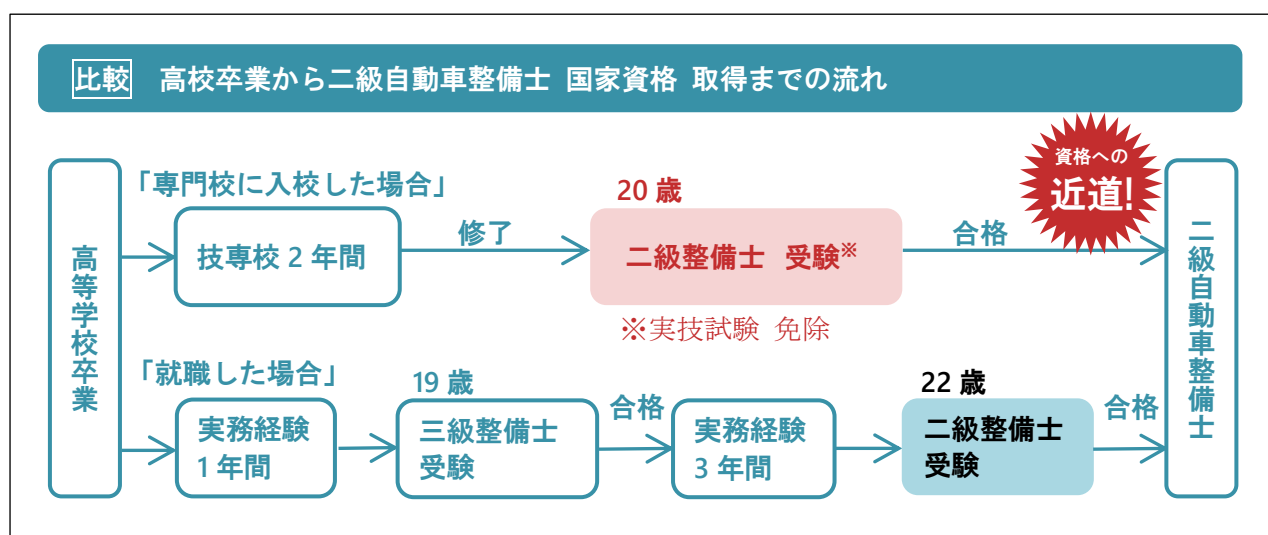 比較 高校卒業から二級自動車整備士 国家資格 取得までの流れ
高等学校卒業
「専門校に入校した場合」
技専校 2 年間
修了
20 歳
二級整備士 受験※
※実技試験 免除
合格
資格への
近道!
「就職した場合」
実務経験
1 年間
19 歳
三級整備士
受験
合格
実務経験
3 年間
22 歳
二級整備士
受験
合格
二級自動車整備士